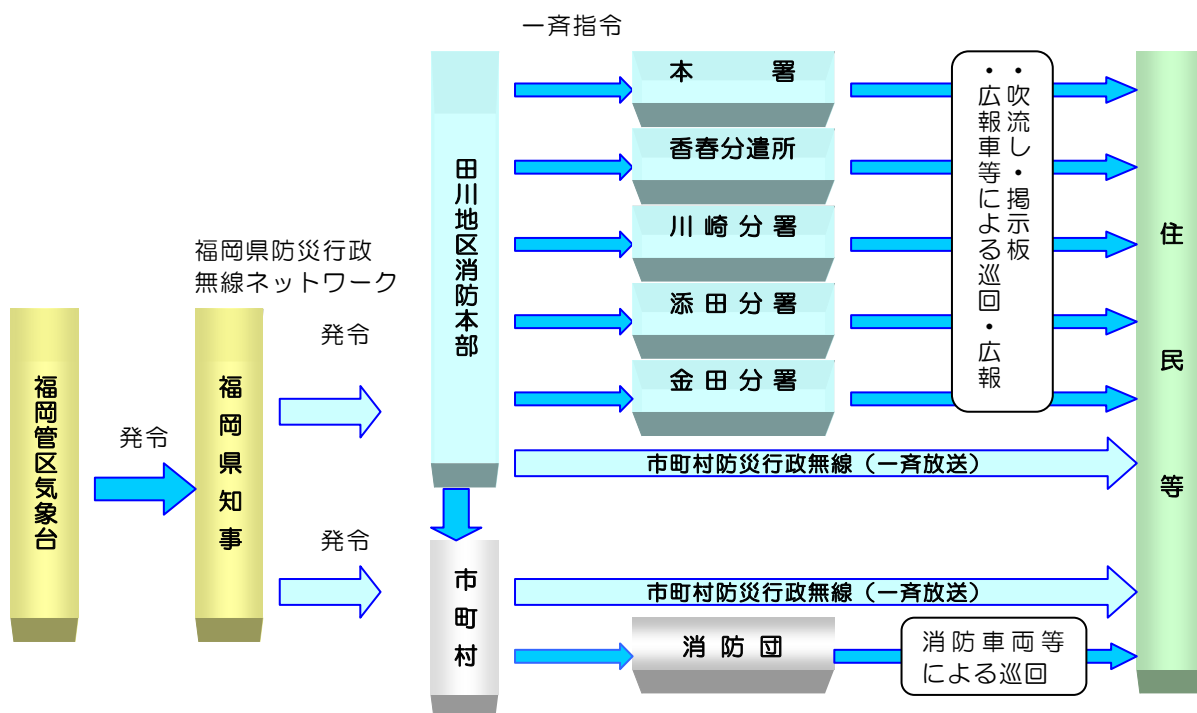 一斉指令
本署
香春分遣所
川崎分署
添田分署
金田分署
・吹流し・掲示板
・広報車等による巡回・広報
田川地区消防本部
福岡県防災行政
無線ネットワーク
発令
福岡管区気象台
発令
福岡県知事
発令
市町村防災行政無線（一斉放送）
市町村
市町村防災行政無線（一斉放送）
消防団
消防車両等
による巡回
住民等